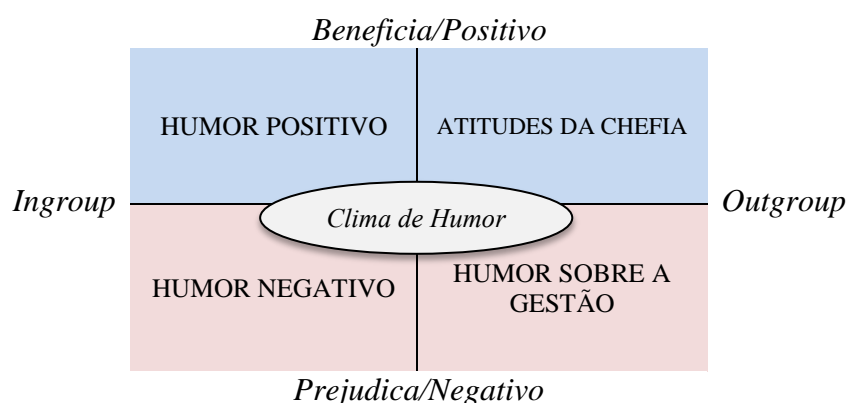 Beneficia/Positivo
HUMOR POSITIVO
ATITUDES DA CHEFIA
Ingroup
Clima de Humor
Outgroup
HUMOR NEGATIVO
HUMOR SOBRE A
GESTÃO
Prejudica/Negativo